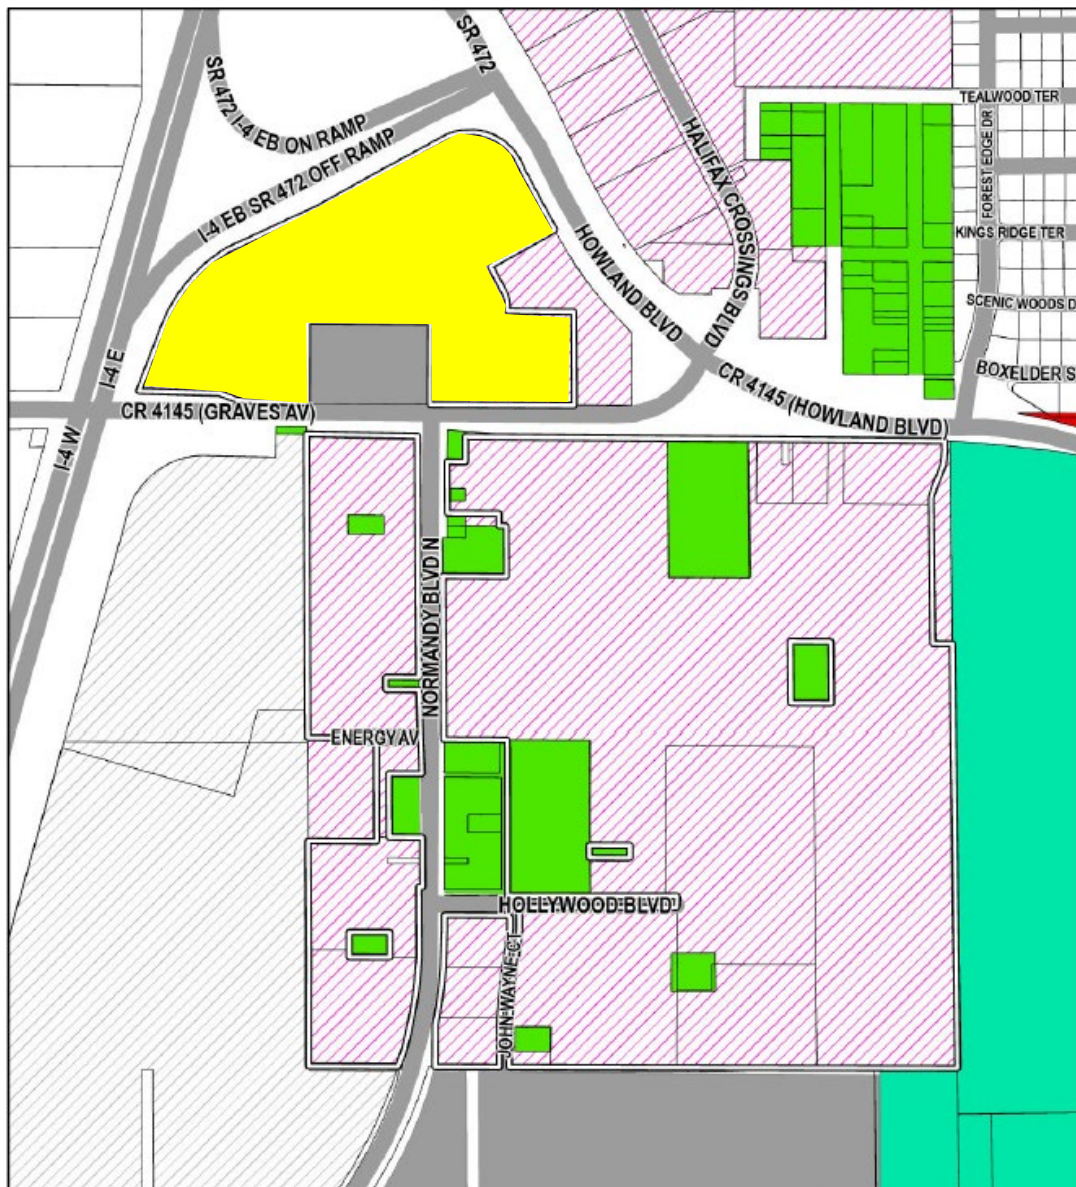 SR 472
SR 472 I-4 EB ON RAMP
I-4 EB SR 472 OFF RAMP
HALIFAX CROSSINGS BLVD
TEALWOOD TER
FOREST EDGE DR
KINGS RIDGE TER
HOWLAND BLVD
SCENIC WOODS D
I-4 E
BOXELDER S
CR 4145 (GRAVES AV)
CR 4145 (HOWLAND BLVD)
I-4 W
NORMANDY BLVD N
ENERGY AV
HOLLYWOOD BLVD
JOHN WAYNE CT